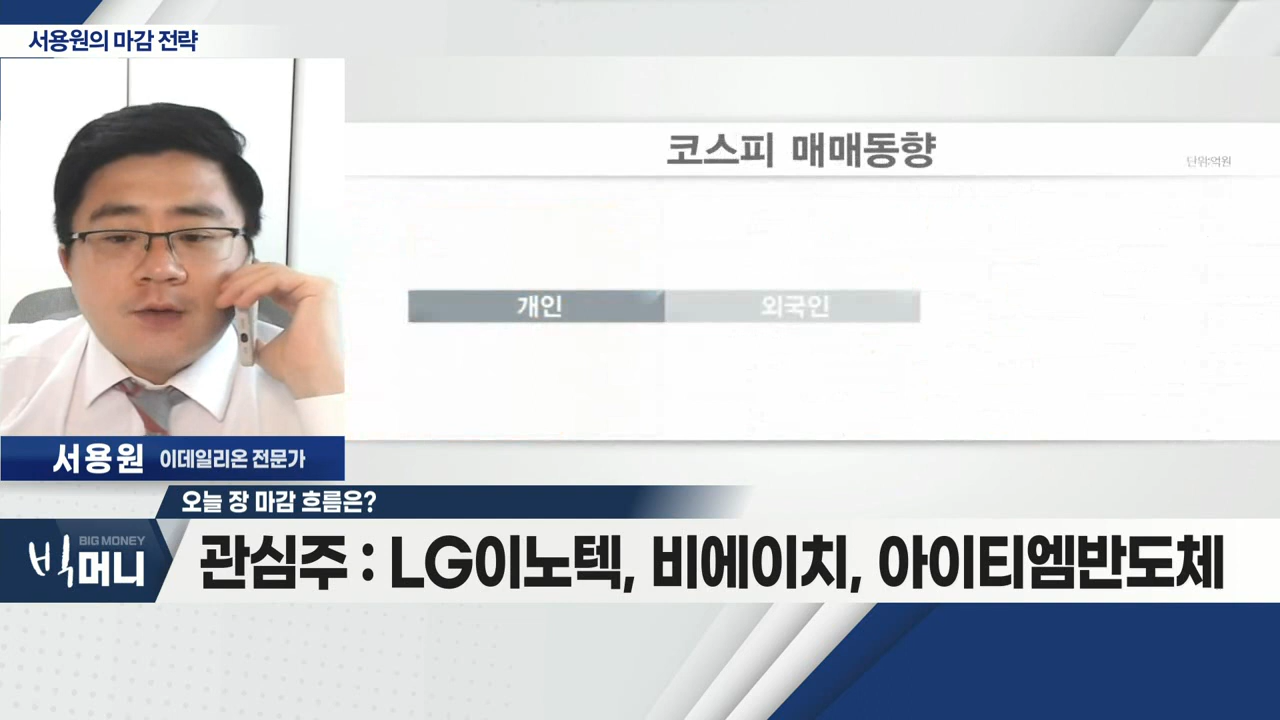 서용원의 마감 전략
코스피 매매동향
단위:억원
개인 외국인
서용원 이데일리온 전문가
오늘 장 마감 흐름은?
BIG MONEY
빅머니
관심주 : LG이노텍, 비에이치, 아이티엠반도체